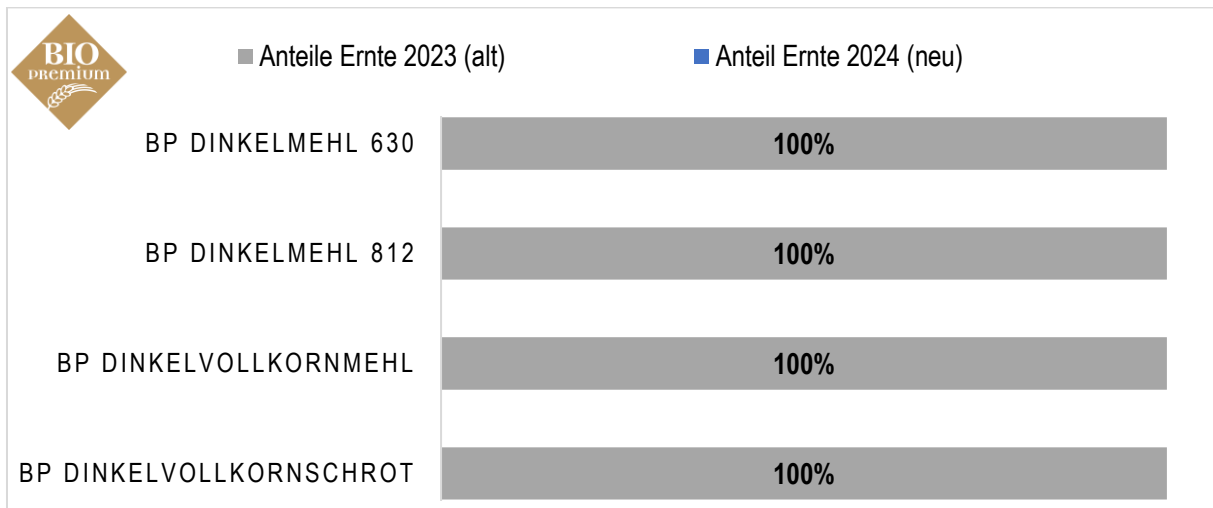 BIO
PREMIUM
Anteile Ernte 2023 (alt) Anteil Ernte 2024 (neu)
BP DINKELMEHL 630 100%
BP DINKELMEHL 812 100%
BP DINKELVOLLKORNMEHL 100%
BP DINKELVOLLKORNSCHROT 100%